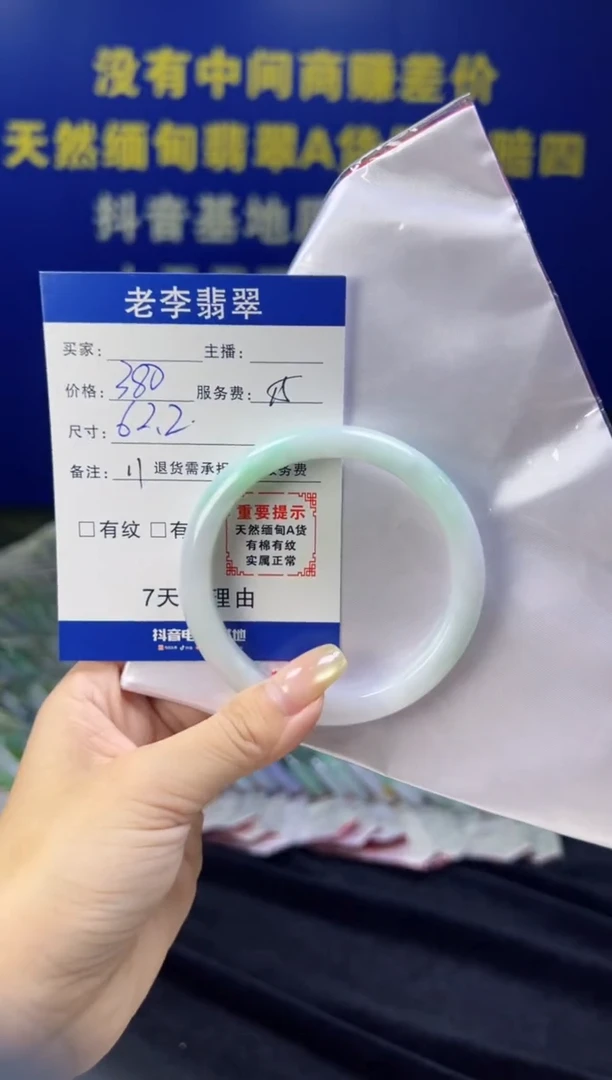 没有中间商赚差价
天然缅甸翡翠A货 赔四
抖音基地
老李翡翠
买家: 主播:
价格: 380 服务费:
尺寸: 62.2
备注: 退货需承担 服务费
□有纹 □有
重要提示
天然缅甸A货
有棉有纹
实属正常
7天 理由
抖音电 基地